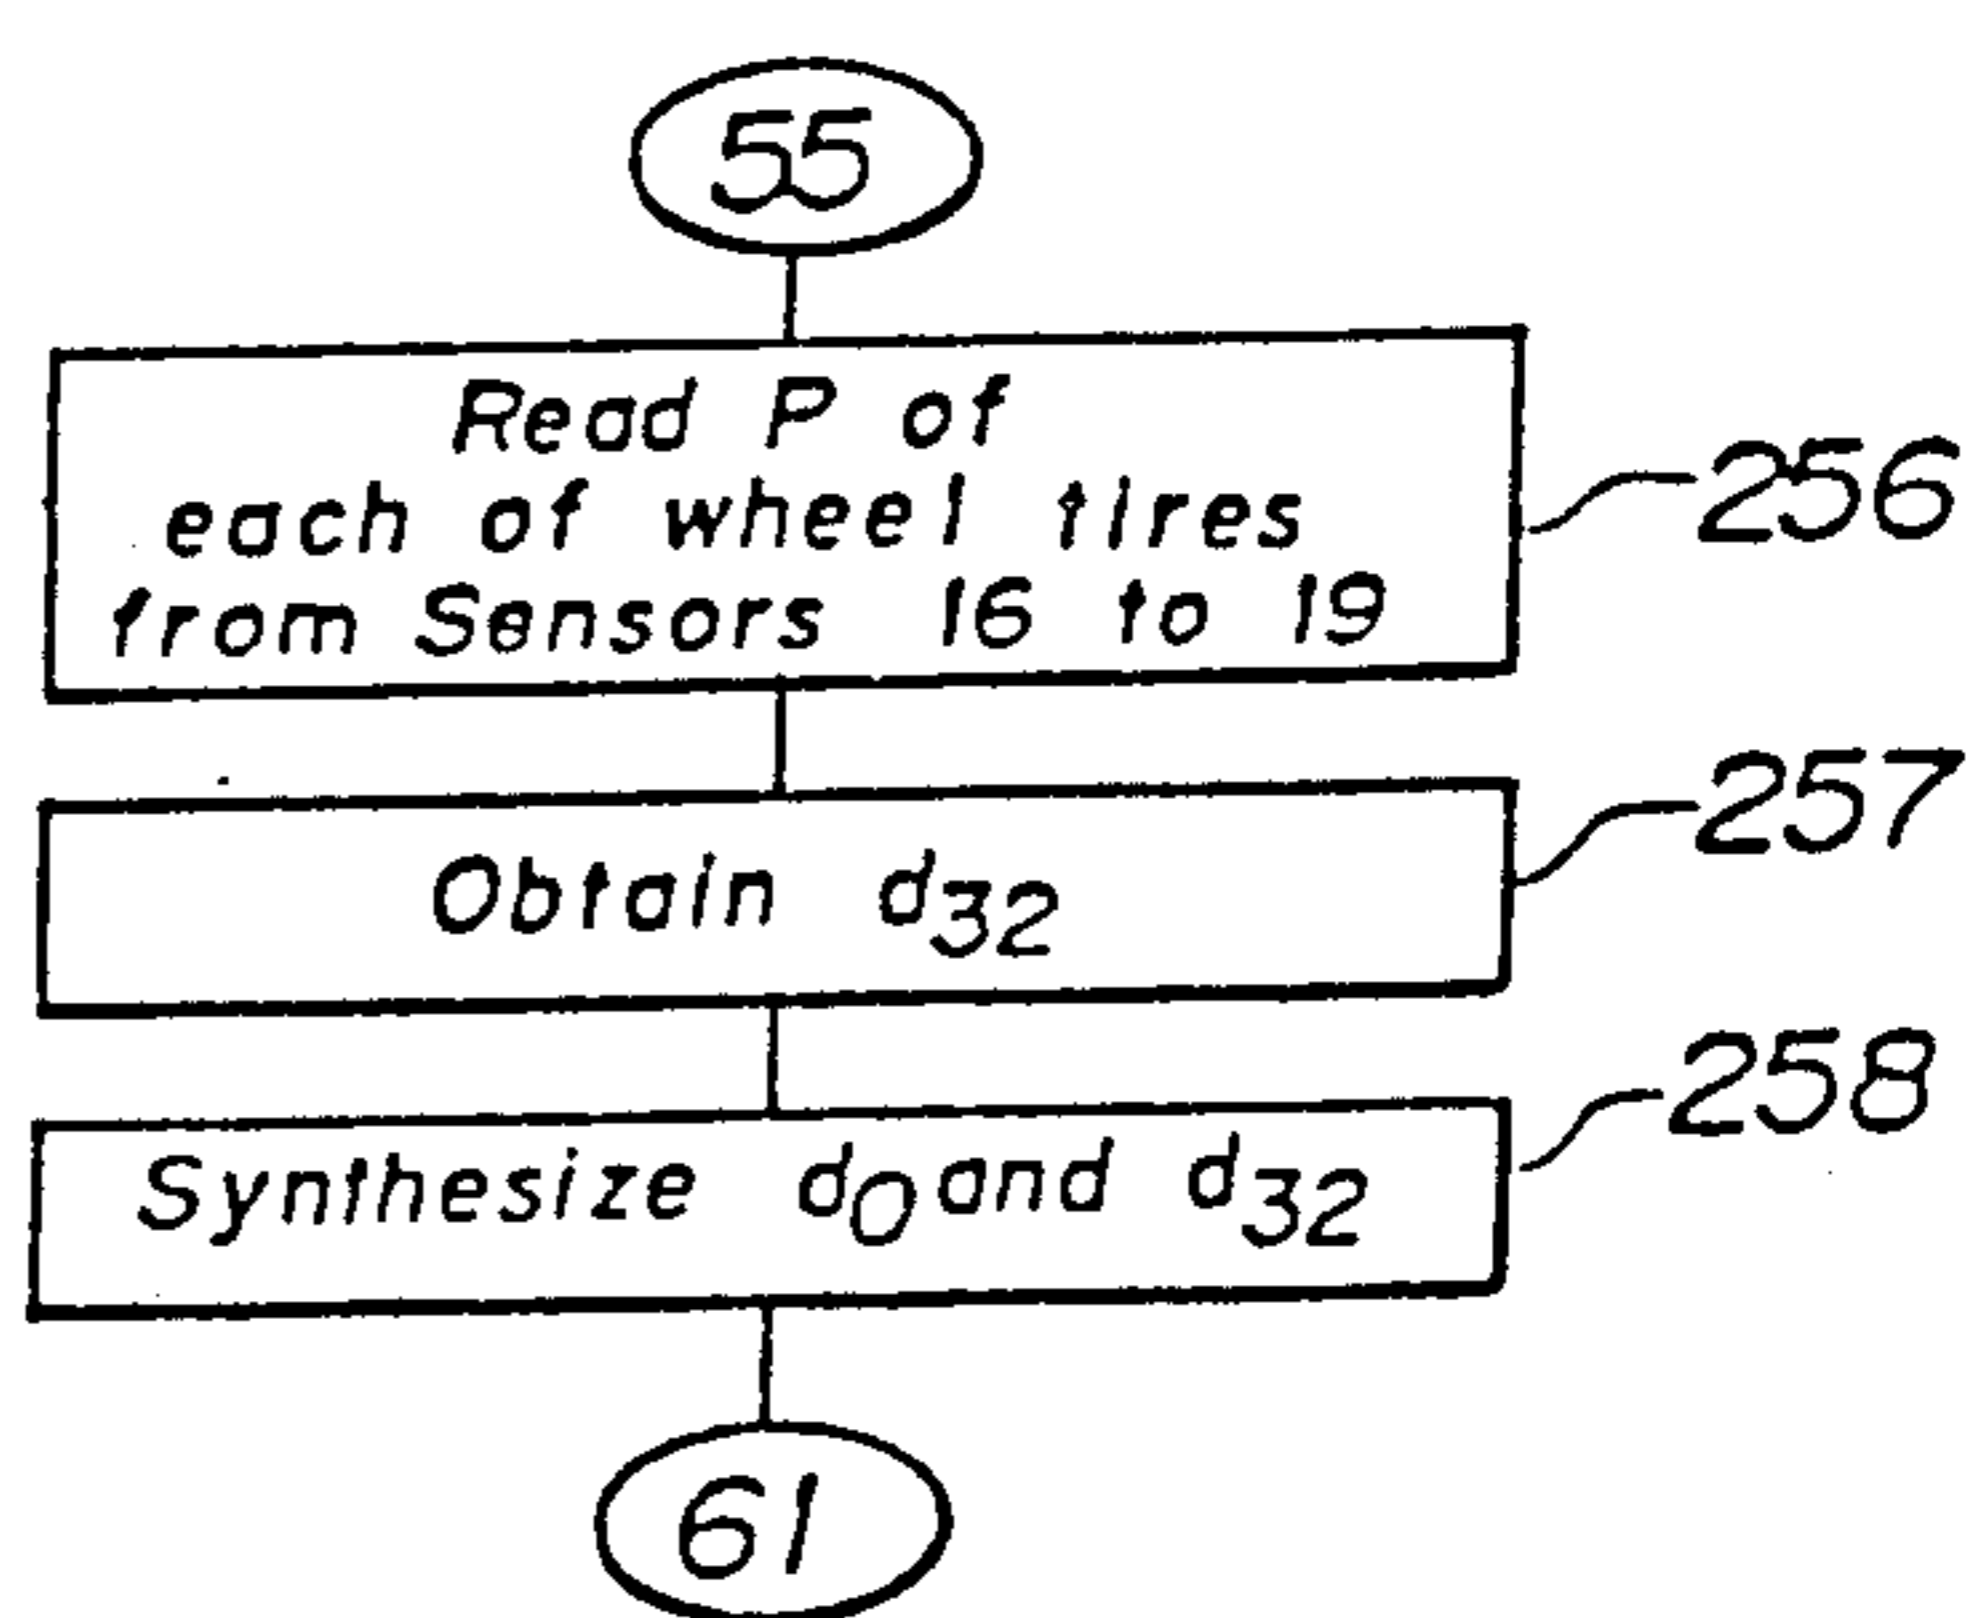 55
Read P of
each of wheel tires
from Sensors 16 to 19
256
Obtain d32
257
Synthesize dO and d32
258
61